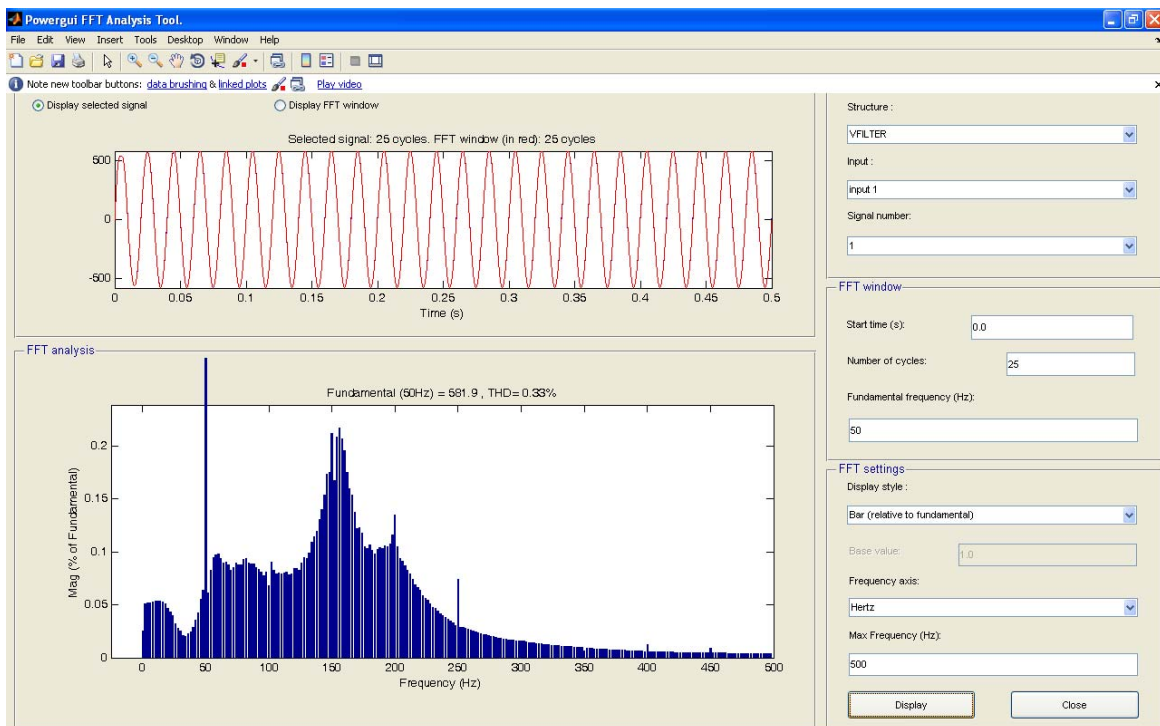 Powergui FFT Analysis Tool.
File Edit View Insert Tools Desktop Window Help
Note new toolbar buttons: data brushing & linked plots Play video
Display selected signal
Display FFT window
Selected signal: 25 cycles. FFT window (in red): 25 cycles
500
0
-500
0 0.05 0.1 0.15 0.2 0.25 0.3 0.35 0.4 0.45 0.5
Time (s)
FFT analysis
Fundamental (50Hz) = 581.9 , THD= 0.33%
0.2
0.15
0.1
0.05
0
Mag (% of Fundamental)
0 50 100 150 200 250 300 350 400 450 500
Frequency (Hz)
Structure :
VFILTER
Input :
input 1
Signal number:
1
FFT window
Start time (s):
0.0
Number of cycles:
25
Fundamental frequency (Hz):
50
FFT settings
Display style :
Bar (relative to fundamental)
Base value:
1.0
Frequency axis:
Hertz
Max Frequency (Hz):
500
Display
Close